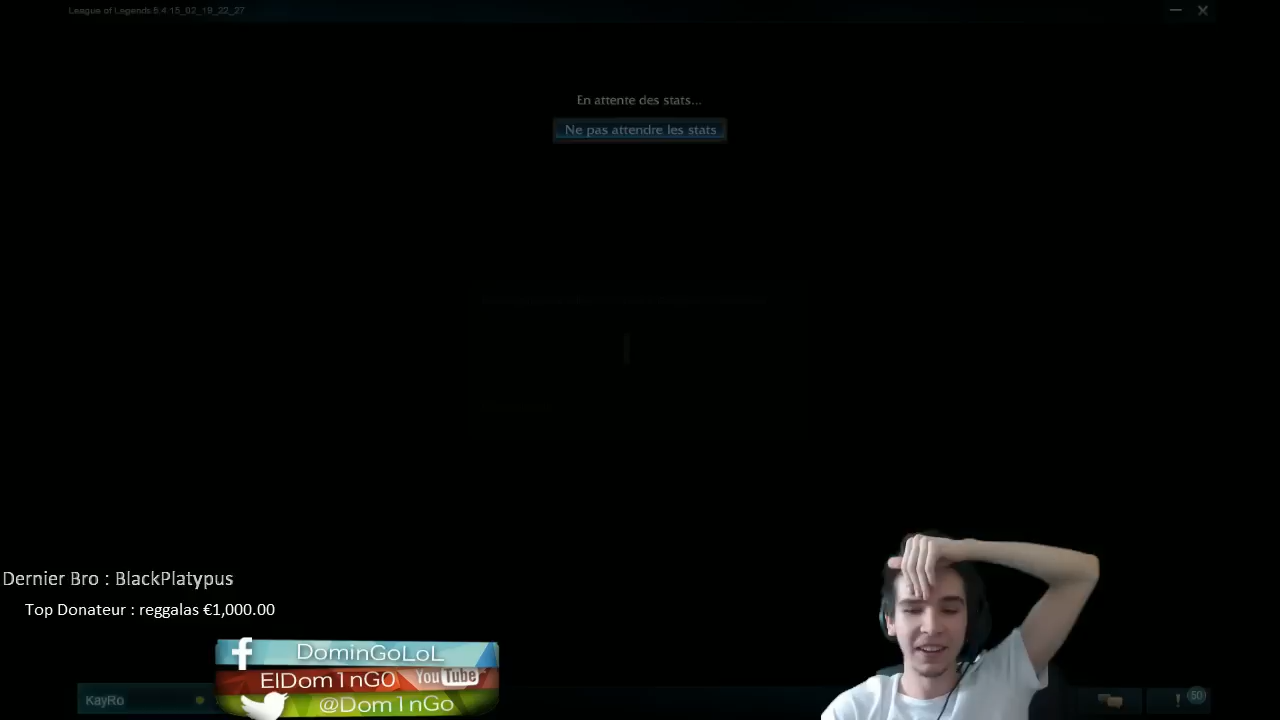 League of Legends 5.4.15_02_19_22_27
En attente des stats...
Ne pas attendre les stats
Dernier Bro : BlackPlatypus
Top Donateur : reggalas €1,000.00
f DominGoLoL
ElDom1nGO YouTube
@Dom1nGo
KayRo
50